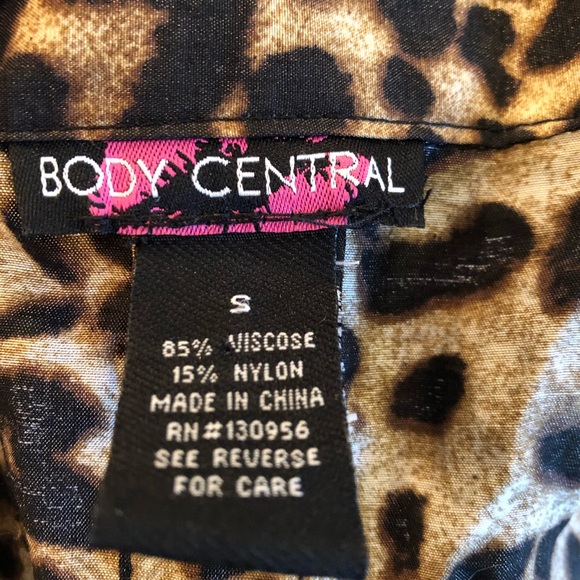 BODY CENTRAL
S
85% VISCOSE
15% NYLON
MADE IN CHINA
RN#130956
SEE REVERSE
FOR CARE